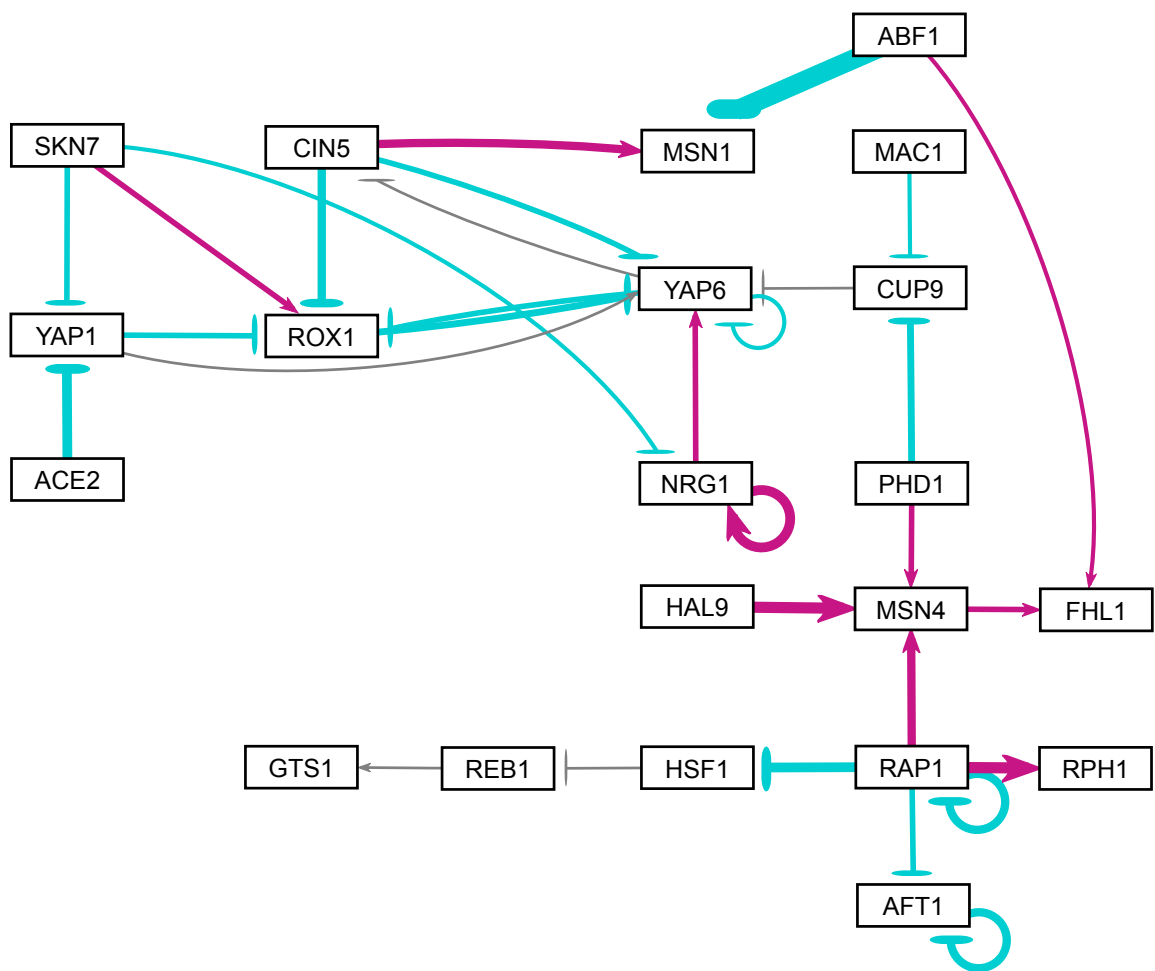 ABF1
SKN7
CIN5
MSN1
MAC1
YAP6
CUP9
YAP1
ROX1
ACE2
NRG1
PHD1
HAL9
MSN4
FHL1
GTS1
REB1
HSF1
RAP1
RPH1
AFT1